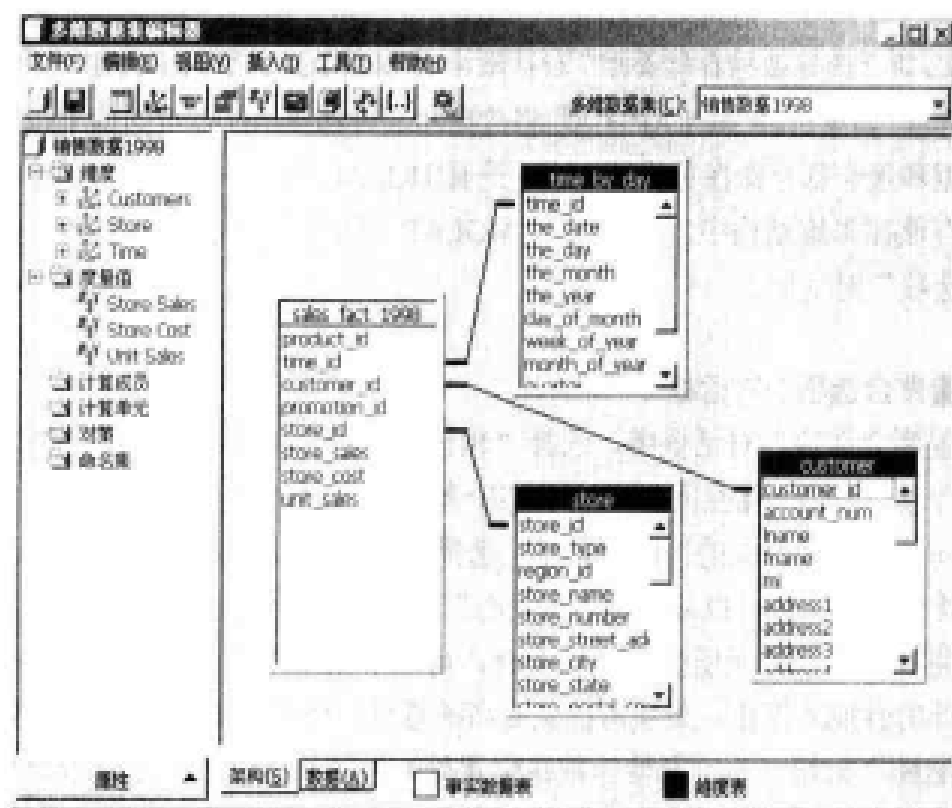 多维数据集编辑器
文件(F) 编辑(E) 视图(V) 插入(I) 工具(T) 帮助(H)
多维数据集(C): 销售数据1998
销售数据1998
维度
Customers
Store
Time
度量值
Store Sales
Store Cost
Unit Sales
计算成员
计算单元
对策
命名集
sales_fact_1998
product_id
time_id
customer_id
promotion_id
store_id
store_sales
store_cost
unit_sales
time_by_day
time_id
the_date
the_day
the_month
the_year
day_of_month
week_of_year
month_of_year
quarter
store
store_id
store_type
region_id
store_name
store_number
store_street_add
store_city
store_state
customer
customer_id
account_num
lname
fname
mi
address1
address2
address3
address4
属性
架构(S) 数据(A) 事实数据表 维度表